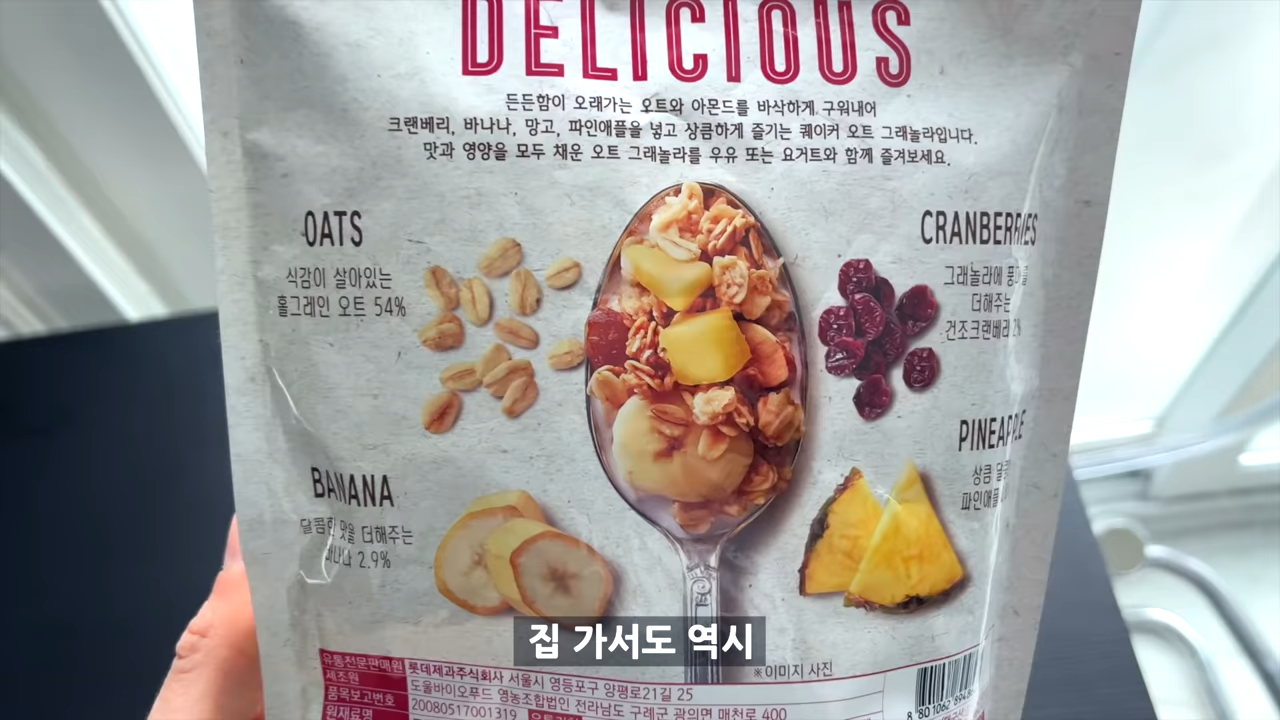 DELICIOUS
든든함이 오래가는 오트와 아몬드를 바삭하게 구워내어
크랜베리, 바나나, 망고, 파인애플을 넣고 상큼하게 즐기는 퀘이커 오트 그래놀라입니다.
맛과 영양을 모두 채운 오트 그래놀라를 우유 또는 요거트와 함께 즐겨보세요.
OATS
식감이 살아있는
홀그레인 오트 54%
CRANBERRIES
그래놀라에 풍미를
더해주는
건조크랜베리
BANANA
달콤한 맛을 더해주는
바나나 2.9%
PINEAPPLE
상큼
파인애플
집 가서도 역시
※이미지 사진
유통전문판매원 롯데제과주식회사 서울시 영등포구 양평로21길 25
제조원 도울바이오푸드 영농조합법인 전라남도 구례군 광의면 매천로 400
품목보고번호 20080517001319
원재료명
8 801062 8948